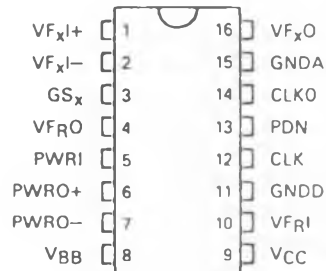 VFxI+ 1 16 VFxO
VFxI− 2 15 GNDA
GSx 3 14 CLK0
VFRO 4 13 PDN
PWRI 5 12 CLK
PWRO+ 6 11 GNDD
PWRO− 7 10 VFRI
VBB 8 9 VCC